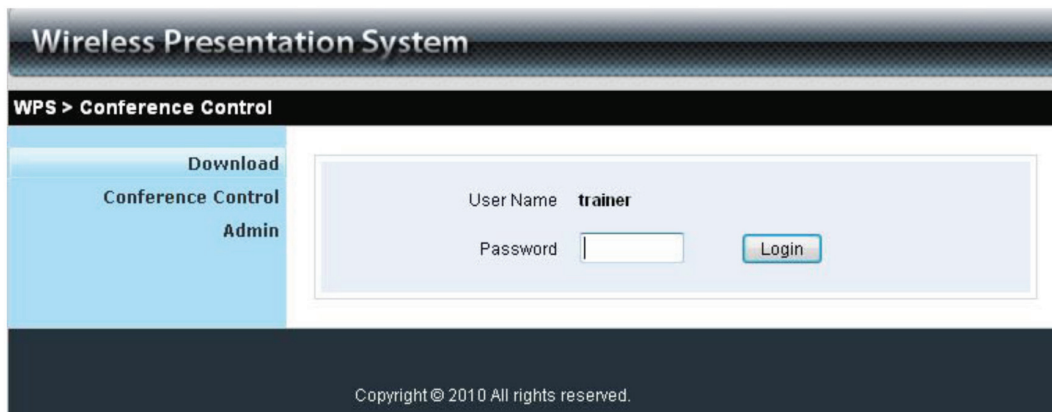 Wireless Presentation System
WPS > Conference Control
Download
Conference Control
Admin
User Name trainer
Password Login
Copyright © 2010 All rights reserved.